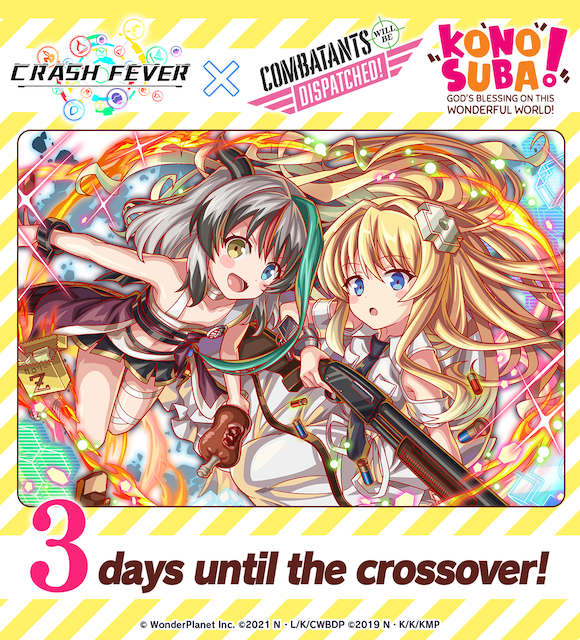 CRASH FEVER
×
COMBATANTS
WILL BE
DISPATCHED!
KONO
SUBA!
GOD'S BLESSING ON THIS
WONDERFUL WORLD!
3 days until the crossover!
© WonderPlanet Inc. ©2021 N・L/K/CWBDP ©2019 N・K/K/KMP